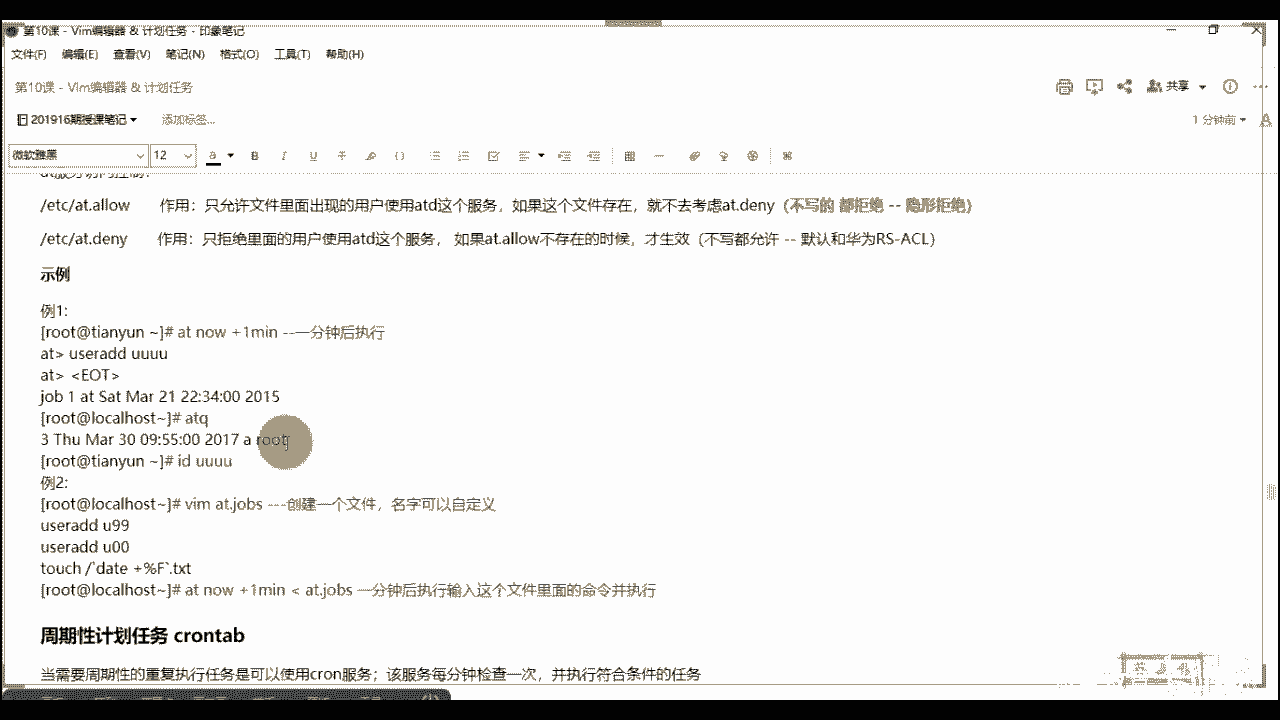 第10课 - Vim编辑器 & 计划任务 - 印象笔记
文件(F) 编辑(E) 查看(V) 笔记(N) 格式(O) 工具(T) 帮助(H)
第10课 - Vim编辑器 & 计划任务
共享
201916期授课笔记 添加标签...
1 分钟前
微软雅黑 12
/etc/at.allow 作用：只允许文件里面出现的用户使用atd这个服务，如果这个文件存在，就不去考虑at.deny（不写的 都拒绝 -- 隐形拒绝）
/etc/at.deny 作用：只拒绝里面的用户使用atd这个服务， 如果at.allow不存在的时候，才生效（不写都允许 -- 默认和华为RS-ACL）
示例
例1:
[root@tianyun ~]# at now +1min --一分钟后执行
at> useradd uuuu
at> <EOT>
job 1 at Sat Mar 21 22:34:00 2015
[root@localhost~]# atq
3 Thu Mar 30 09:55:00 2017 a root
[root@tianyun ~]# id uuuu
例2:
[root@localhost~]# vim at.jobs ---创建一个文件，名字可以自定义
useradd u99
useradd u00
touch /`date +%F`.txt
[root@localhost~]# at now +1min < at.jobs —分钟后执行输入这个文件里面的命令并执行
周期性计划任务 crontab
当需要周期性的重复执行任务是可以使用cron服务；该服务每分钟检查一次，并执行符合条件的任务